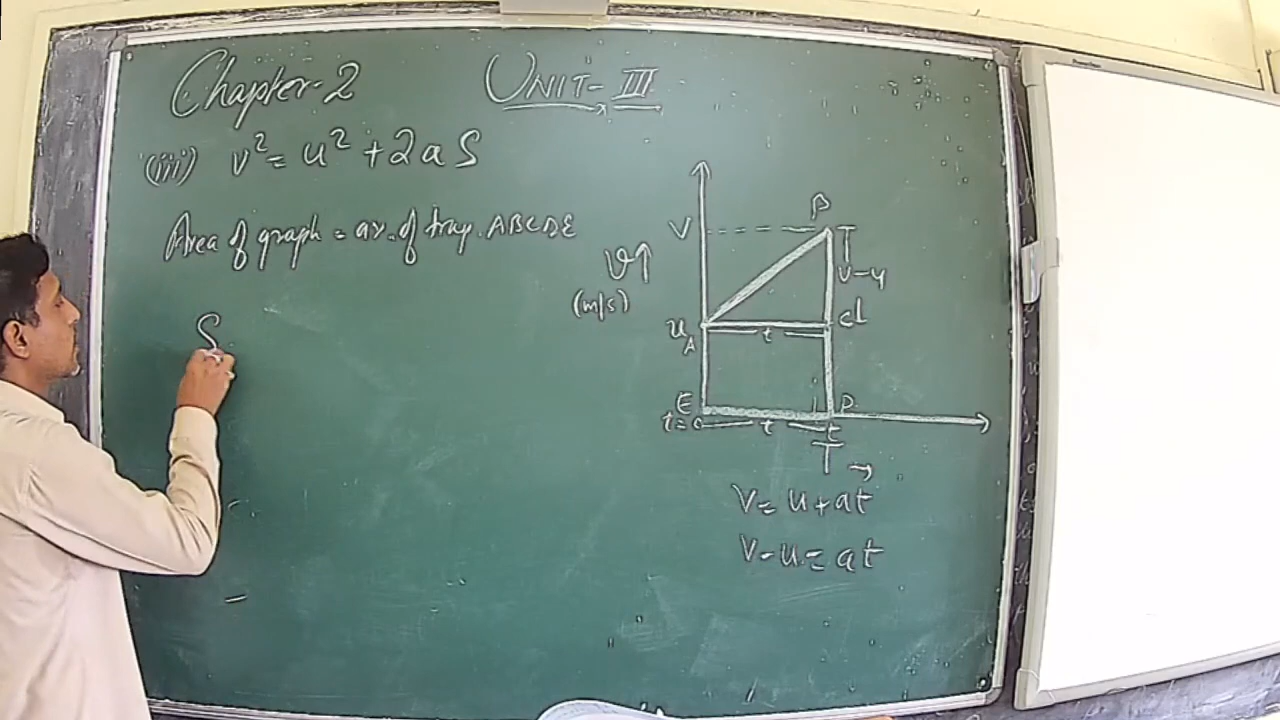 Chapter-2
UNIT-III
(iii) v² = u² + 2aS
Area of graph = ar. of trap. ABCDE
S
B
V
v-u
v↑
(m/s)
u
A
t
C
E
D
t=0
t
t
T →
v = u + at
v - u = at